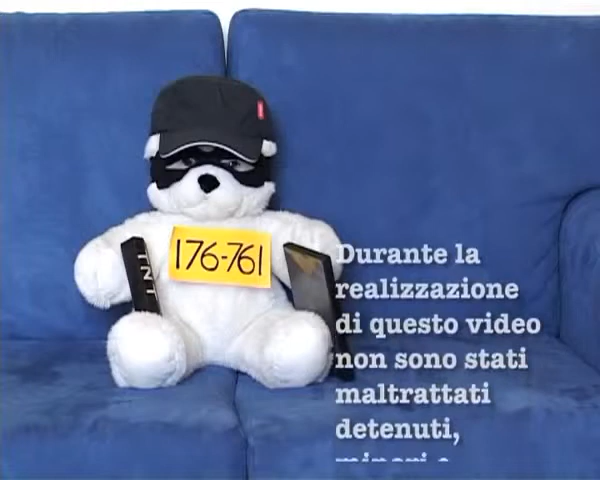 176-761
TNT
Durante la
realizzazione
di questo video
non sono stati
maltrattati
detenuti,